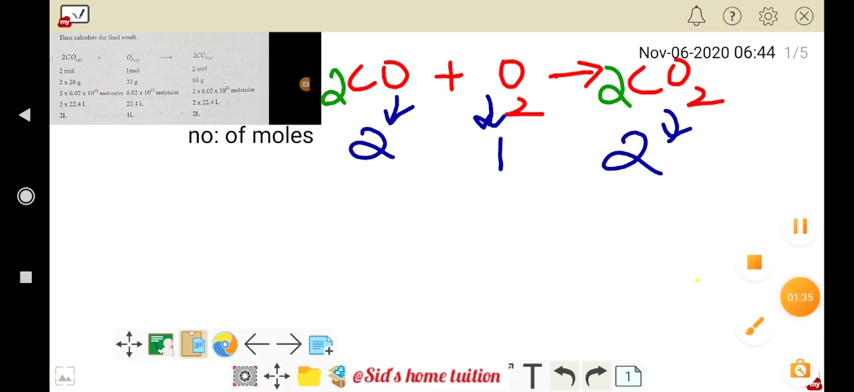 my
Nov-06-2020 06:44 1/5
Then calculate the final result.
2CO(g) + O2(g) ⟶ 2CO2(g)
2 mol 1mol 2 mol
2 x 28 g 32 g 88 g
2 x 6.02 x 10²³ molecules 6.02 x 10²³ molecules 2 x 6.02 x 10²³ molecules
2 x 22.4 L 22.4 L 2 x 22.4 L
2L 1L 2L
2CO + O2 → 2CO2
no: of moles 2 1 2
01:35
@Sid's home tuition T 1
my